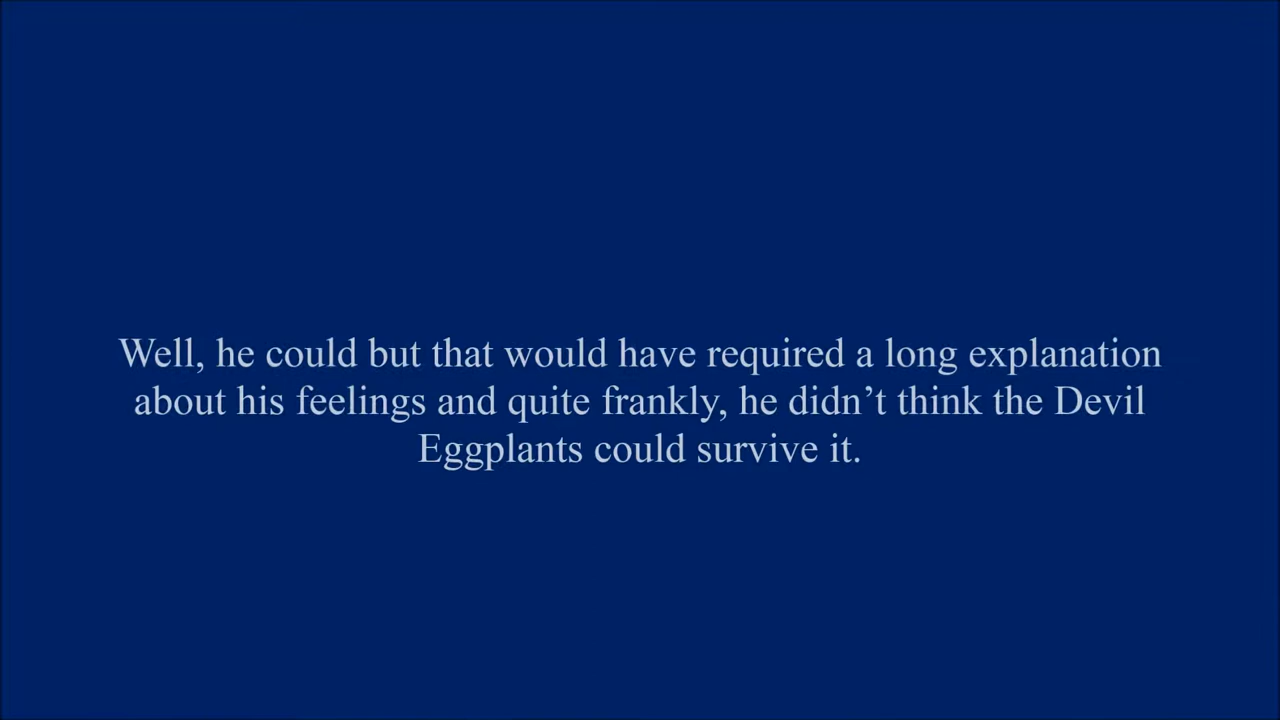 Well, he could but that would have required a long explanation
about his feelings and quite frankly, he didn’t think the Devil
Eggplants could survive it.